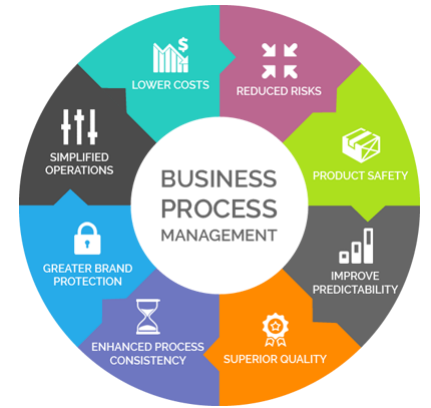 LOWER COSTS
REDUCED RISKS
PRODUCT SAFETY
IMPROVE
PREDICTABILITY
SUPERIOR QUALITY
ENHANCED PROCESS
CONSISTENCY
GREATER BRAND
PROTECTION
SIMPLIFIED
OPERATIONS
BUSINESS
PROCESS
MANAGEMENT
$